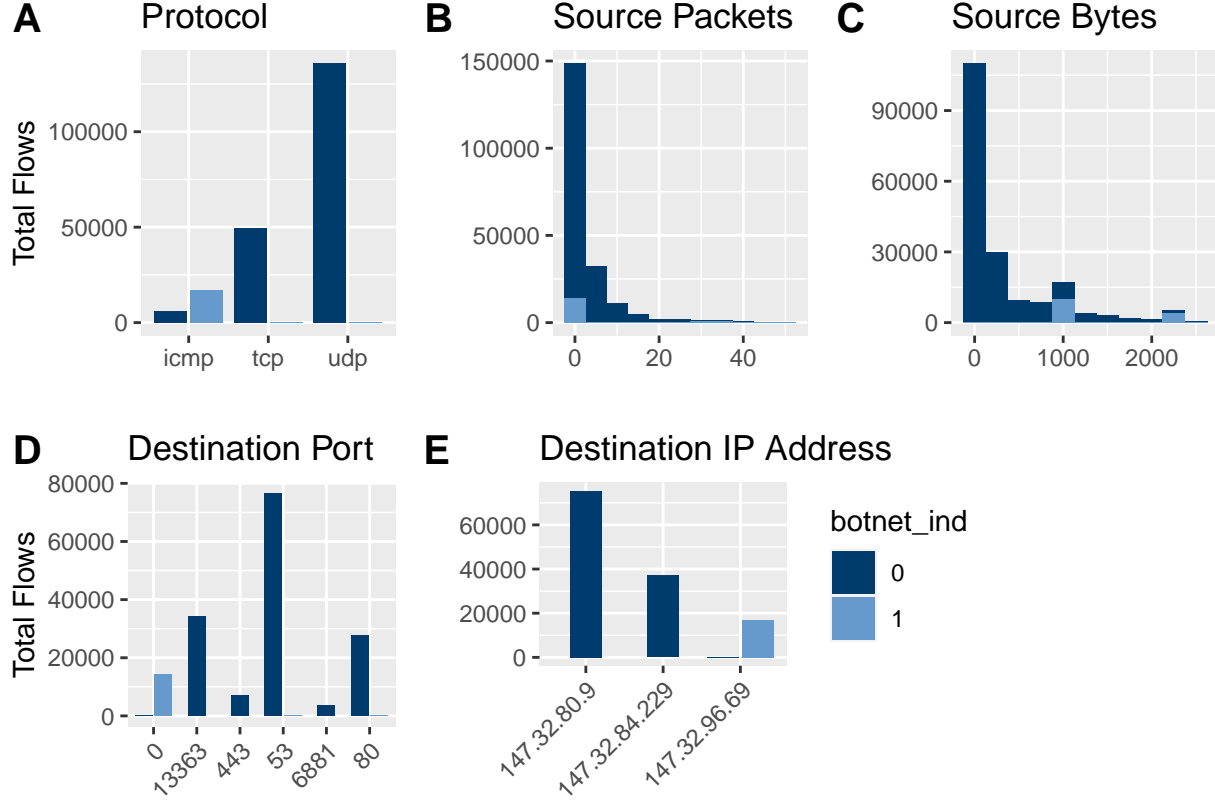 A Protocol
Total Flows
100000
50000
0
icmp tcp udp
B Source Packets
150000
100000
50000
0
0 20 40
C Source Bytes
90000
60000
30000
0
0 1000 2000
D Destination Port
Total Flows
80000
60000
40000
20000
0
0 13363 443 53 6881 80
E Destination IP Address
60000
40000
20000
0
147.32.80.9 147.32.84.229 147.32.96.69
botnet_ind
0
1